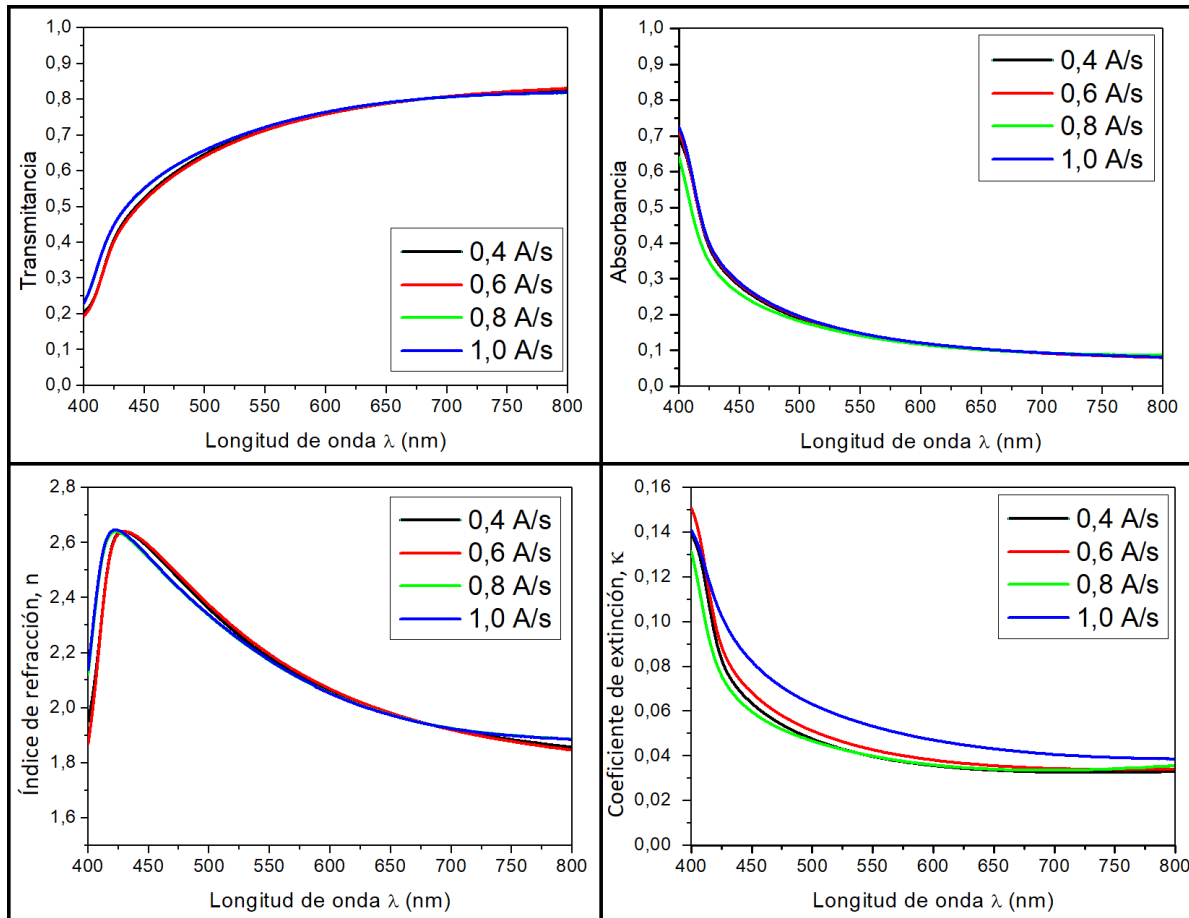 1,0
0,9
0,8
0,7
0,6
0,5
0,4
0,3
0,2
0,1
0,0
Transmitancia
0,4 A/s
0,6 A/s
0,8 A/s
1,0 A/s
400 450 500 550 600 650 700 750 800
Longitud de onda λ (nm)
1,0
0,9
0,8
0,7
0,6
0,5
0,4
0,3
0,2
0,1
0,0
Absorbancia
0,4 A/s
0,6 A/s
0,8 A/s
1,0 A/s
400 450 500 550 600 650 700 750 800
Longitud de onda λ (nm)
2,8
2,6
2,4
2,2
2,0
1,8
1,6
Índice de refracción, n
0,4 A/s
0,6 A/s
0,8 A/s
1,0 A/s
400 450 500 550 600 650 700 750 800
Longitud de onda λ (nm)
0,16
0,14
0,12
0,10
0,08
0,06
0,04
0,02
0,00
Coeficiente de extinción, κ
0,4 A/s
0,6 A/s
0,8 A/s
1,0 A/s
400 450 500 550 600 650 700 750 800
Longitud de onda λ (nm)